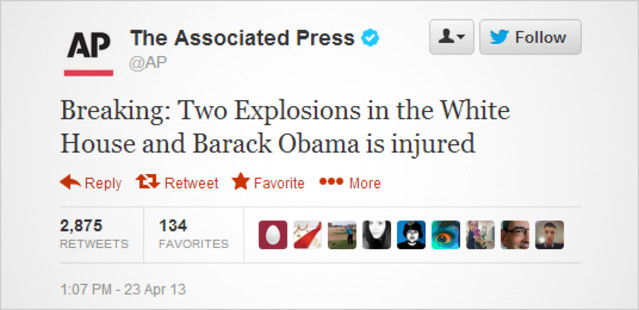 AP
The Associated Press
@AP
Follow
Breaking: Two Explosions in the White
House and Barack Obama is injured
Reply Retweet Favorite More
2,875 134
RETWEETS FAVORITES
1:07 PM - 23 Apr 13